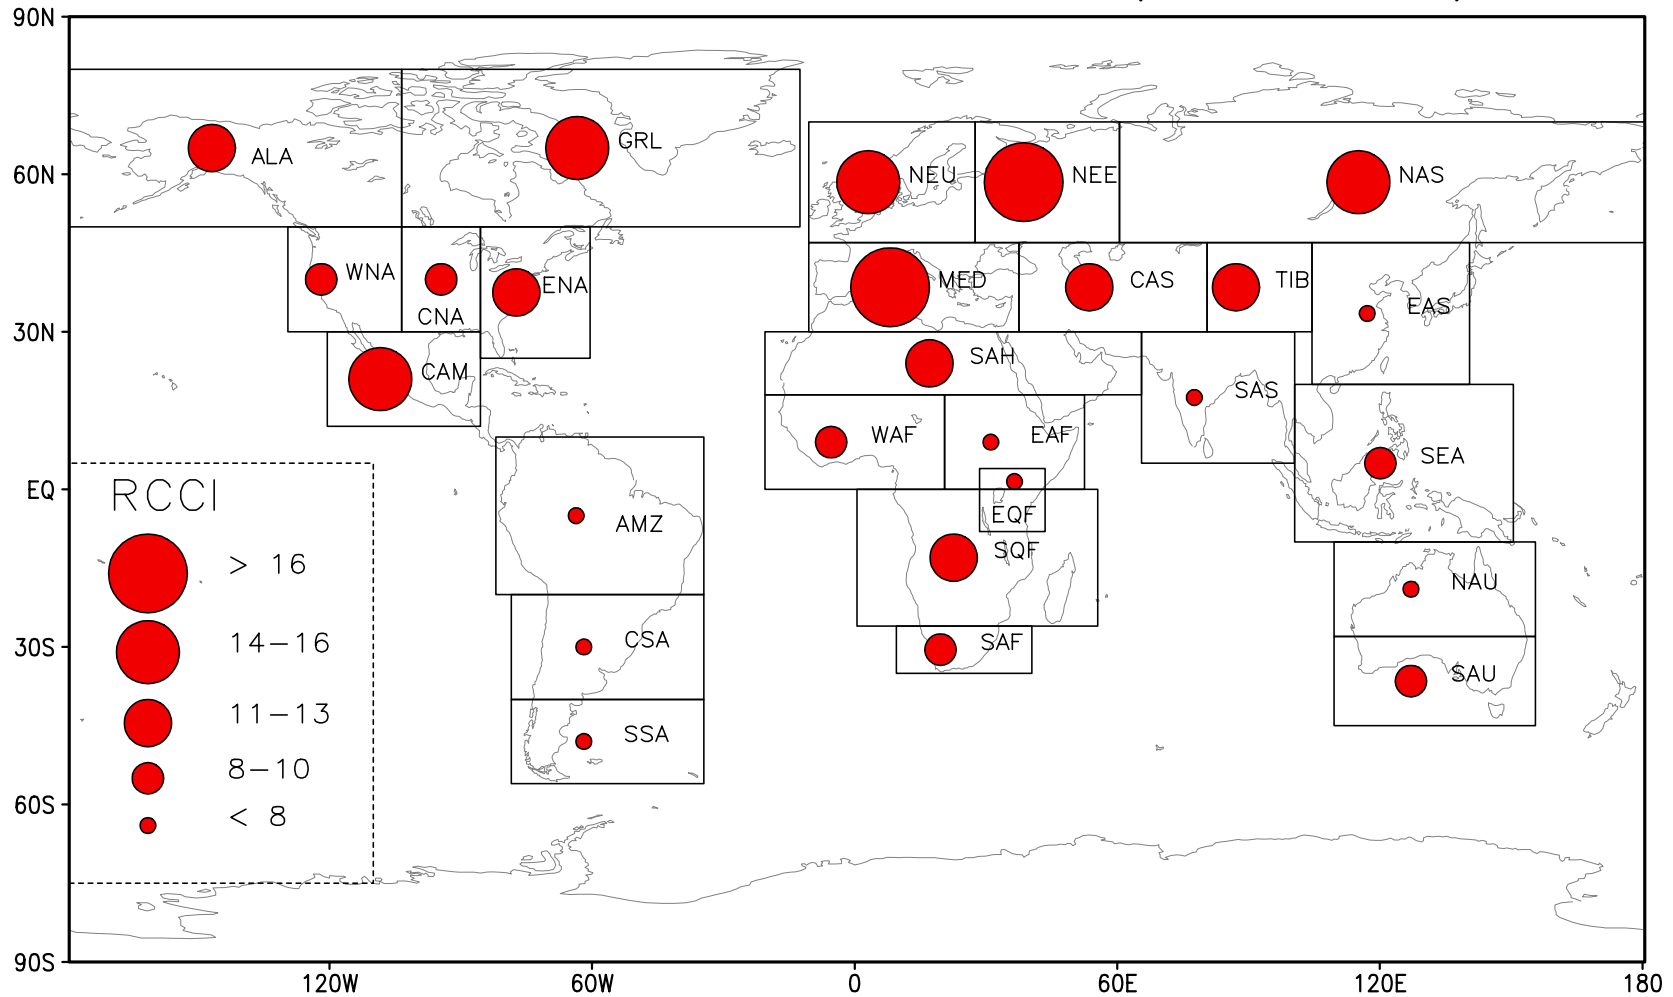 90N
60N
30N
EQ
30S
60S
90S
ALA
GRL
NEU
NEE
NAS
WNA
CNA
ENA
MED
CAS
TIB
EAS
CAM
SAH
SAS
WAF
EAF
SEA
EQF
AMZ
SQF
NAU
CSA
SAF
SAU
SSA
RCCI
> 16
14-16
11-13
8-10
< 8
120W
60W
0
60E
120E
180